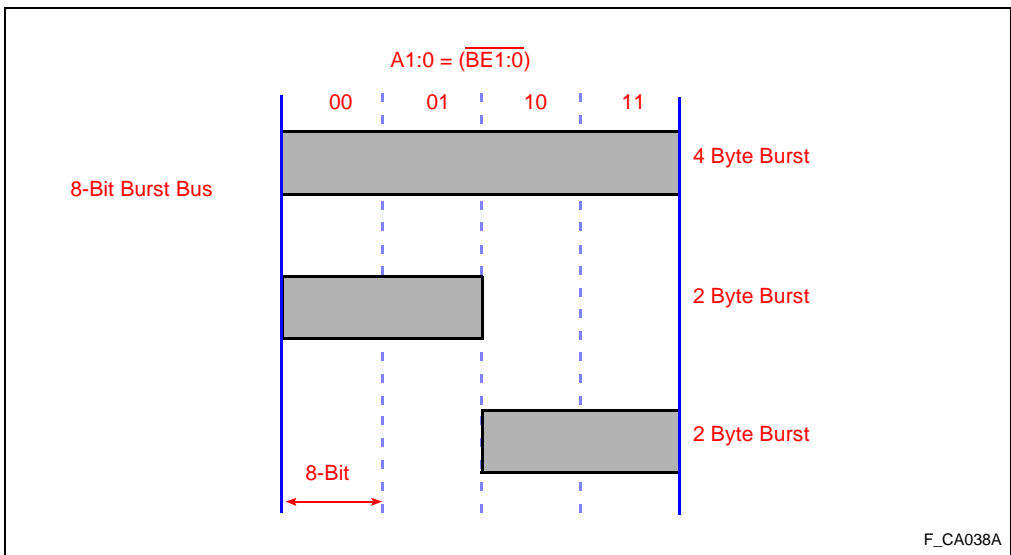 A1:0 = (B̅E̅1̅:̅0̅)
00 01 10 11
4 Byte Burst
8-Bit Burst Bus
2 Byte Burst
2 Byte Burst
8-Bit
F_CA038A